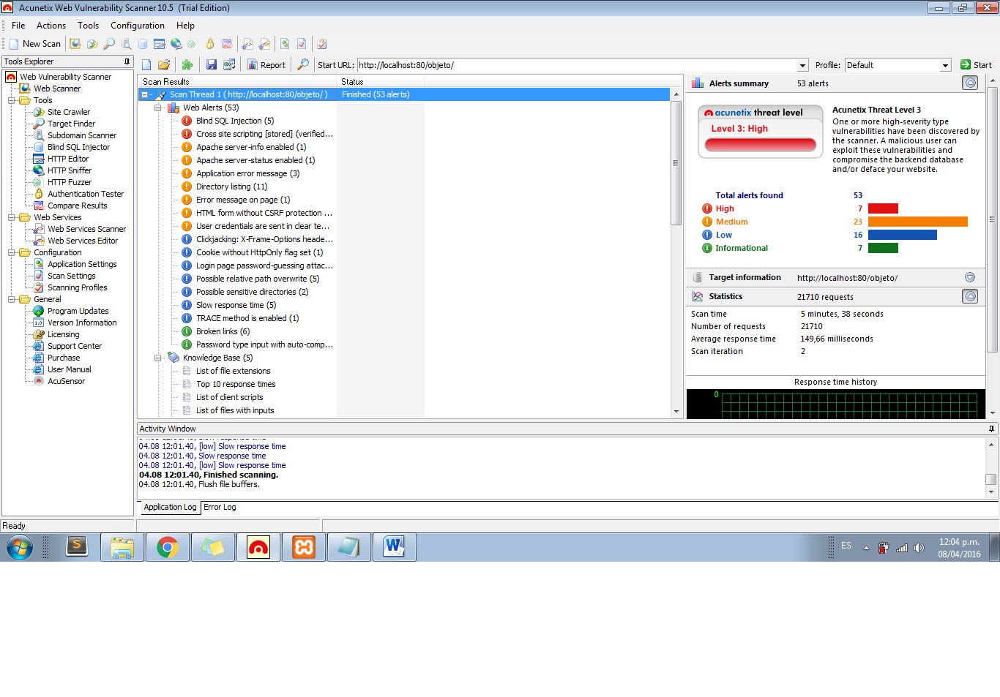 Acunetix Web Vulnerability Scanner 10.5 (Trial Edition)
File Actions Tools Configuration Help
New Scan
Tools Explorer
Web Vulnerability Scanner
Web Scanner
Tools
Site Crawler
Target Finder
Subdomain Scanner
Blind SQL Injector
HTTP Editor
HTTP Sniffer
HTTP Fuzzer
Authentication Tester
Compare Results
Web Services
Web Services Scanner
Web Services Editor
Configuration
Application Settings
Scan Settings
Scanning Profiles
General
Program Updates
Version Information
Licensing
Support Center
Purchase
User Manual
AcuSensor
Report Start URL: http://localhost:80/objeto/ Profile: Default Start
Scan Results Status
Scan Thread 1 ( http://localhost:80/objeto/ ) Finished (53 alerts)
Web Alerts (53)
Blind SQL Injection (5)
Cross site scripting [stored] (verified...
Apache server-info enabled (1)
Apache server-status enabled (1)
Application error message (3)
Directory listing (11)
Error message on page (1)
HTML form without CSRF protection ...
User credentials are sent in clear te...
Clickjacking: X-Frame-Options heade...
Cookie without HttpOnly flag set (1)
Login page password-guessing attac...
Possible relative path overwrite (5)
Possible sensitive directories (2)
Slow response time (5)
TRACE method is enabled (1)
Broken links (6)
Password type input with auto-comp...
Knowledge Base (5)
List of file extensions
Top 10 response times
List of client scripts
List of files with inputs
Alerts summary 53 alerts
acunetix threat level
Level 3: High
Acunetix Threat Level 3
One or more high-severity type
vulnerabilities have been discovered by
the scanner. A malicious user can
exploit these vulnerabilities and
compromise the backend database
and/or deface your website.
Total alerts found 53
High 7
Medium 23
Low 16
Informational 7
Target information http://localhost:80/objeto/
Statistics 21710 requests
Scan time 5 minutes, 38 seconds
Number of requests 21710
Average response time 149,66 milliseconds
Scan iteration 2
Response time history
0
Activity Window
04.08 12:01.40, [low] Slow response time
04.08 12:01.40, Slow response time
04.08 12:01.40, [low] Slow response time
04.08 12:01.40, Finished scanning.
04.08 12:01.40, Flush file buffers.
Application Log Error Log
Ready
ES
12:04 p.m.
08/04/2016